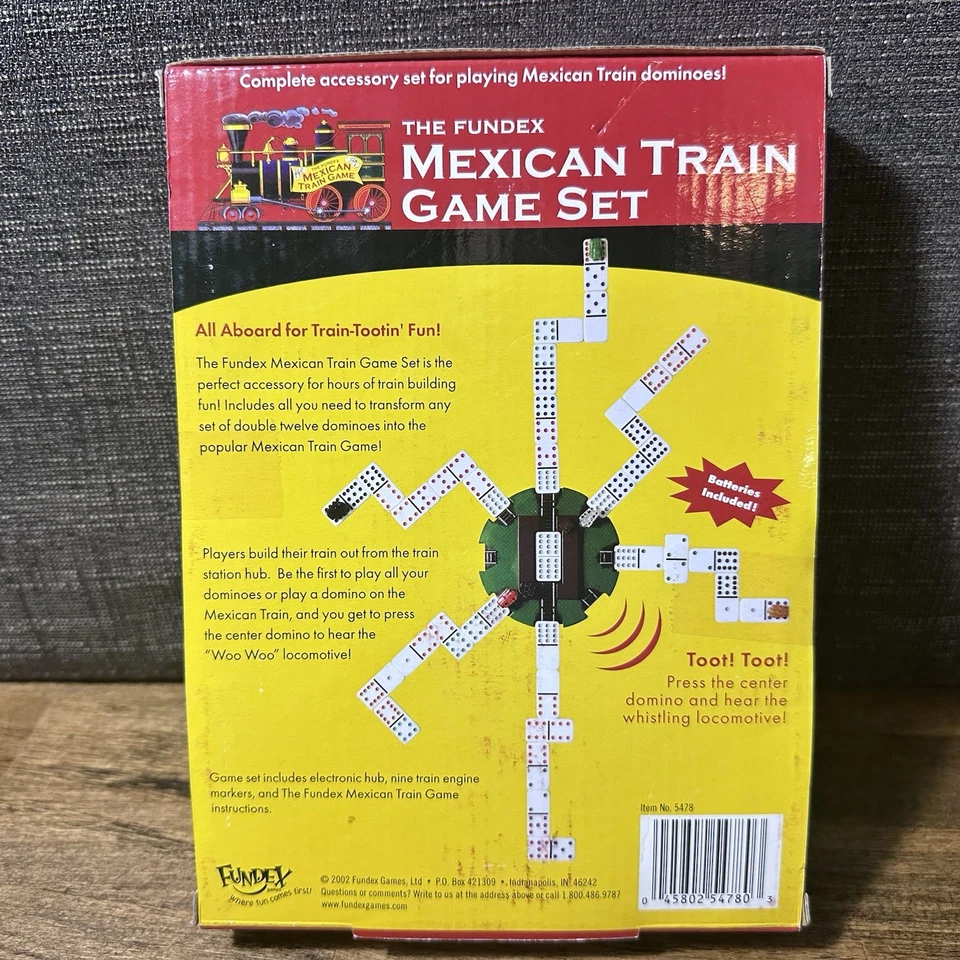 Complete accessory set for playing Mexican Train dominoes!
THE FUNDEX
MEXICAN TRAIN
GAME SET
THE FUNDEX
MEXICAN
TRAIN GAME
All Aboard for Train-Tootin' Fun!
The Fundex Mexican Train Game Set is the
perfect accessory for hours of train building
fun! Includes all you need to transform any
set of double twelve dominoes into the
popular Mexican Train Game!
Batteries
Included!
Players build their train out from the train
station hub. Be the first to play all your
dominoes or play a domino on the
Mexican Train, and you get to press
the center domino to hear the
“Woo Woo” locomotive!
Toot! Toot!
Press the center
domino and hear the
whistling locomotive!
Game set includes electronic hub, nine train engine
markers, and The Fundex Mexican Train Game
instructions.
Item No. 5478
FUNDEX
games
where fun comes first!
© 2002 Fundex Games, Ltd • P.O. Box 421309 • Indianapolis, IN 46242
Questions or comments? Write to us at the address above or call 1.800.486.9787
www.fundexgames.com
0 45802 54780 3